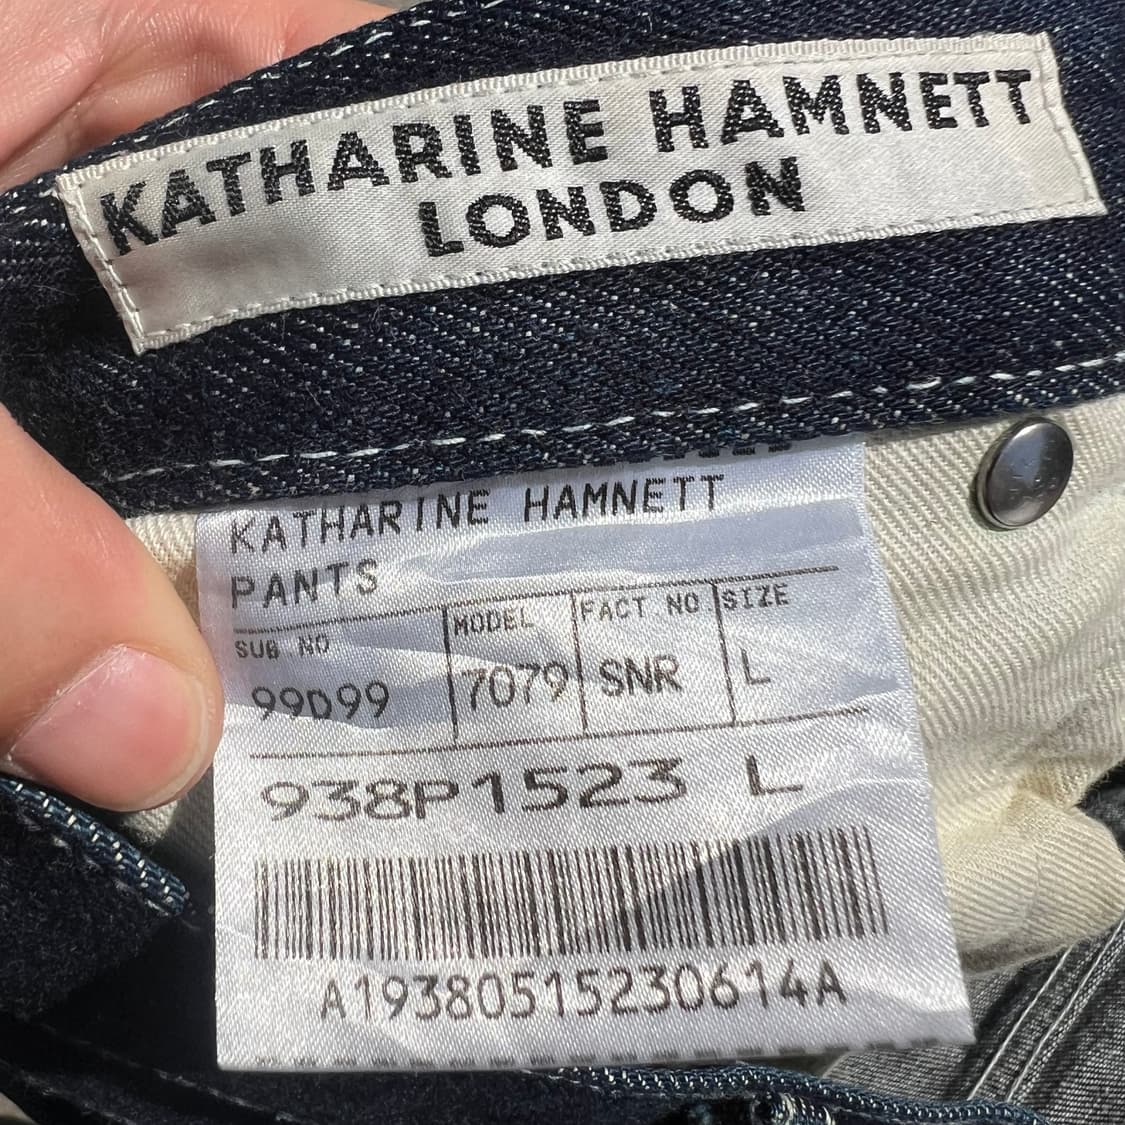 KATHARINE HAMNETT
LONDON
KATHARINE HAMNETT
PANTS
SUB NO MODEL FACT NO. SIZE
99D99 7079 SNR L
938P1523 L
A19380515230614A